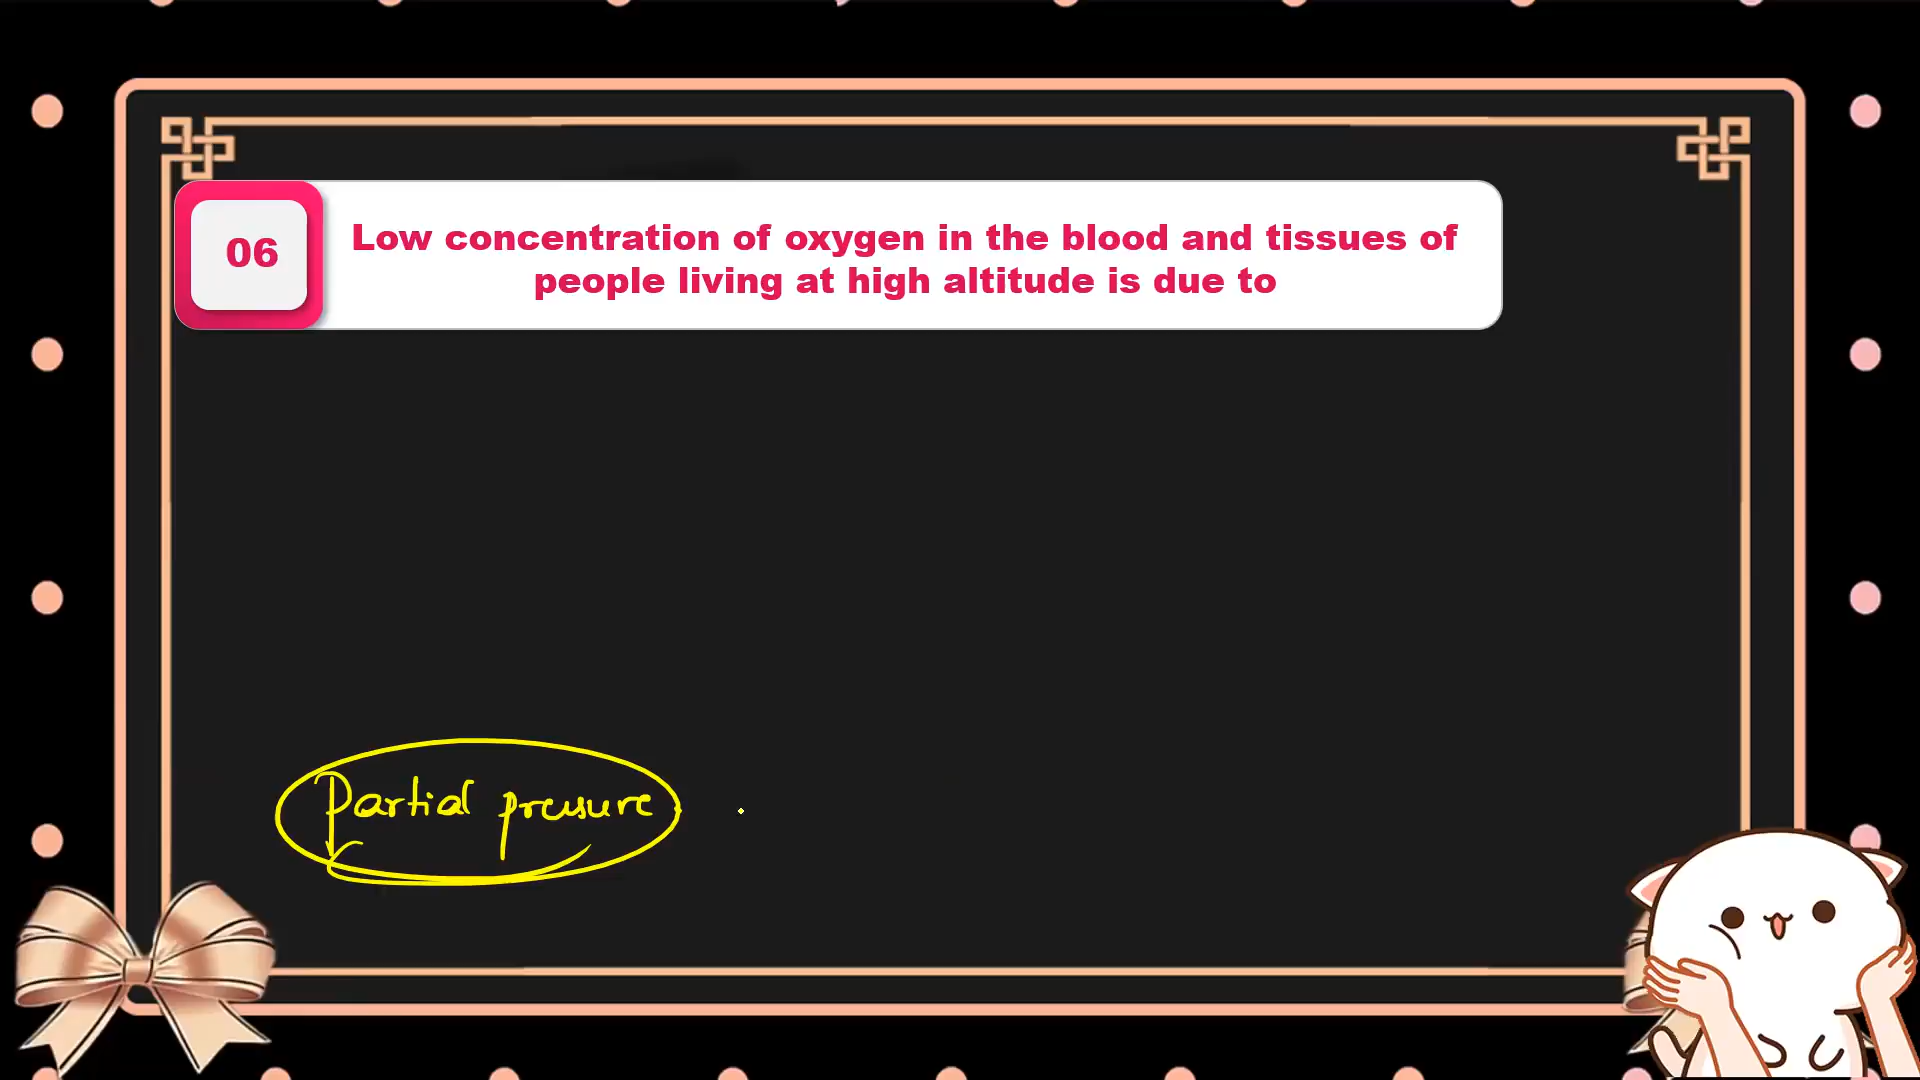 06
Low concentration of oxygen in the blood and tissues of
people living at high altitude is due to
Partial pressure